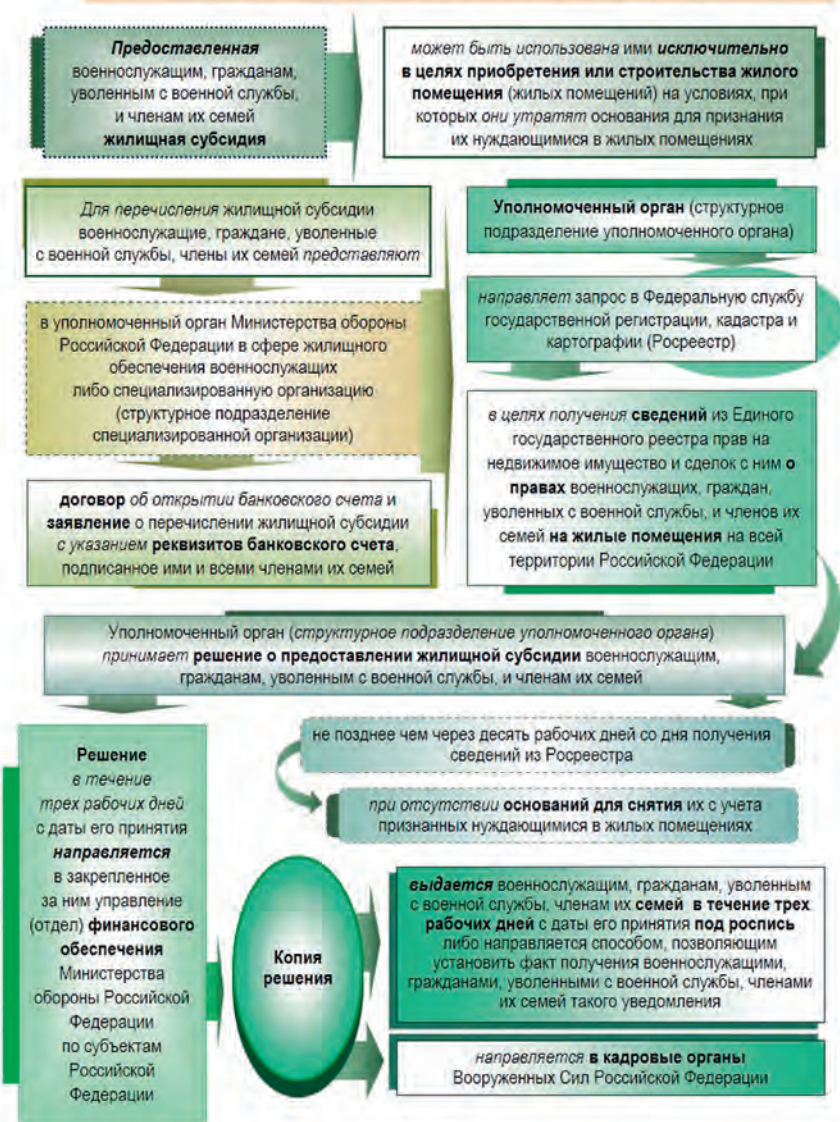 Предоставленная
военнослужащим, гражданам,
уволенным с военной службы,
и членам их семей
жилищная субсидия
может быть использована ими исключительно
в целях приобретения или строительства жилого
помещения (жилых помещений) на условиях, при
которых они утратят основания для признания
их нуждающимися в жилых помещениях
Для перечисления жилищной субсидии
военнослужащие, граждане, уволенные
с военной службы, члены их семей представляют
в уполномоченный орган Министерства обороны
Российской Федерации в сфере жилищного
обеспечения военнослужащих
либо специализированную организацию
(структурное подразделение
специализированной организации)
договор об открытии банковского счета и
заявление о перечислении жилищной субсидии
с указанием реквизитов банковского счета,
подписанное ими и всеми членами их семей
Уполномоченный орган (структурное
подразделение уполномоченного органа)
направляет запрос в Федеральную службу
государственной регистрации, кадастра и
картографии (Росреестр)
в целях получения сведений из Единого
государственного реестра прав на
недвижимое имущество и сделок с ним о
правах военнослужащих, граждан,
уволенных с военной службы, и членов их
семей на жилые помещения на всей
территории Российской Федерации
Уполномоченный орган (структурное подразделение уполномоченного органа)
принимает решение о предоставлении жилищной субсидии военнослужащим,
гражданам, уволенным с военной службы, и членам их семей
не позднее чем через десять рабочих дней со дня получения
сведений из Росреестра
при отсутствии оснований для снятия их с учета
признанных нуждающимися в жилых помещениях
Решение
в течение
трех рабочих дней
с даты его принятия
направляется
в закрепленное
за ним управление
(отдел) финансового
обеспечения
Министерства
обороны Российской
Федерации
по субъектам
Российской
Федерации
Копия
решения
выдается военнослужащим, гражданам, уволенным
с военной службы, членам их семей в течение трех
рабочих дней с даты его принятия под роспись
либо направляется способом, позволяющим
установить факт получения военнослужащими,
гражданами, уволенными с военной службы, членами
их семей такого уведомления
направляется в кадровые органы
Вооруженных Сил Российской Федерации